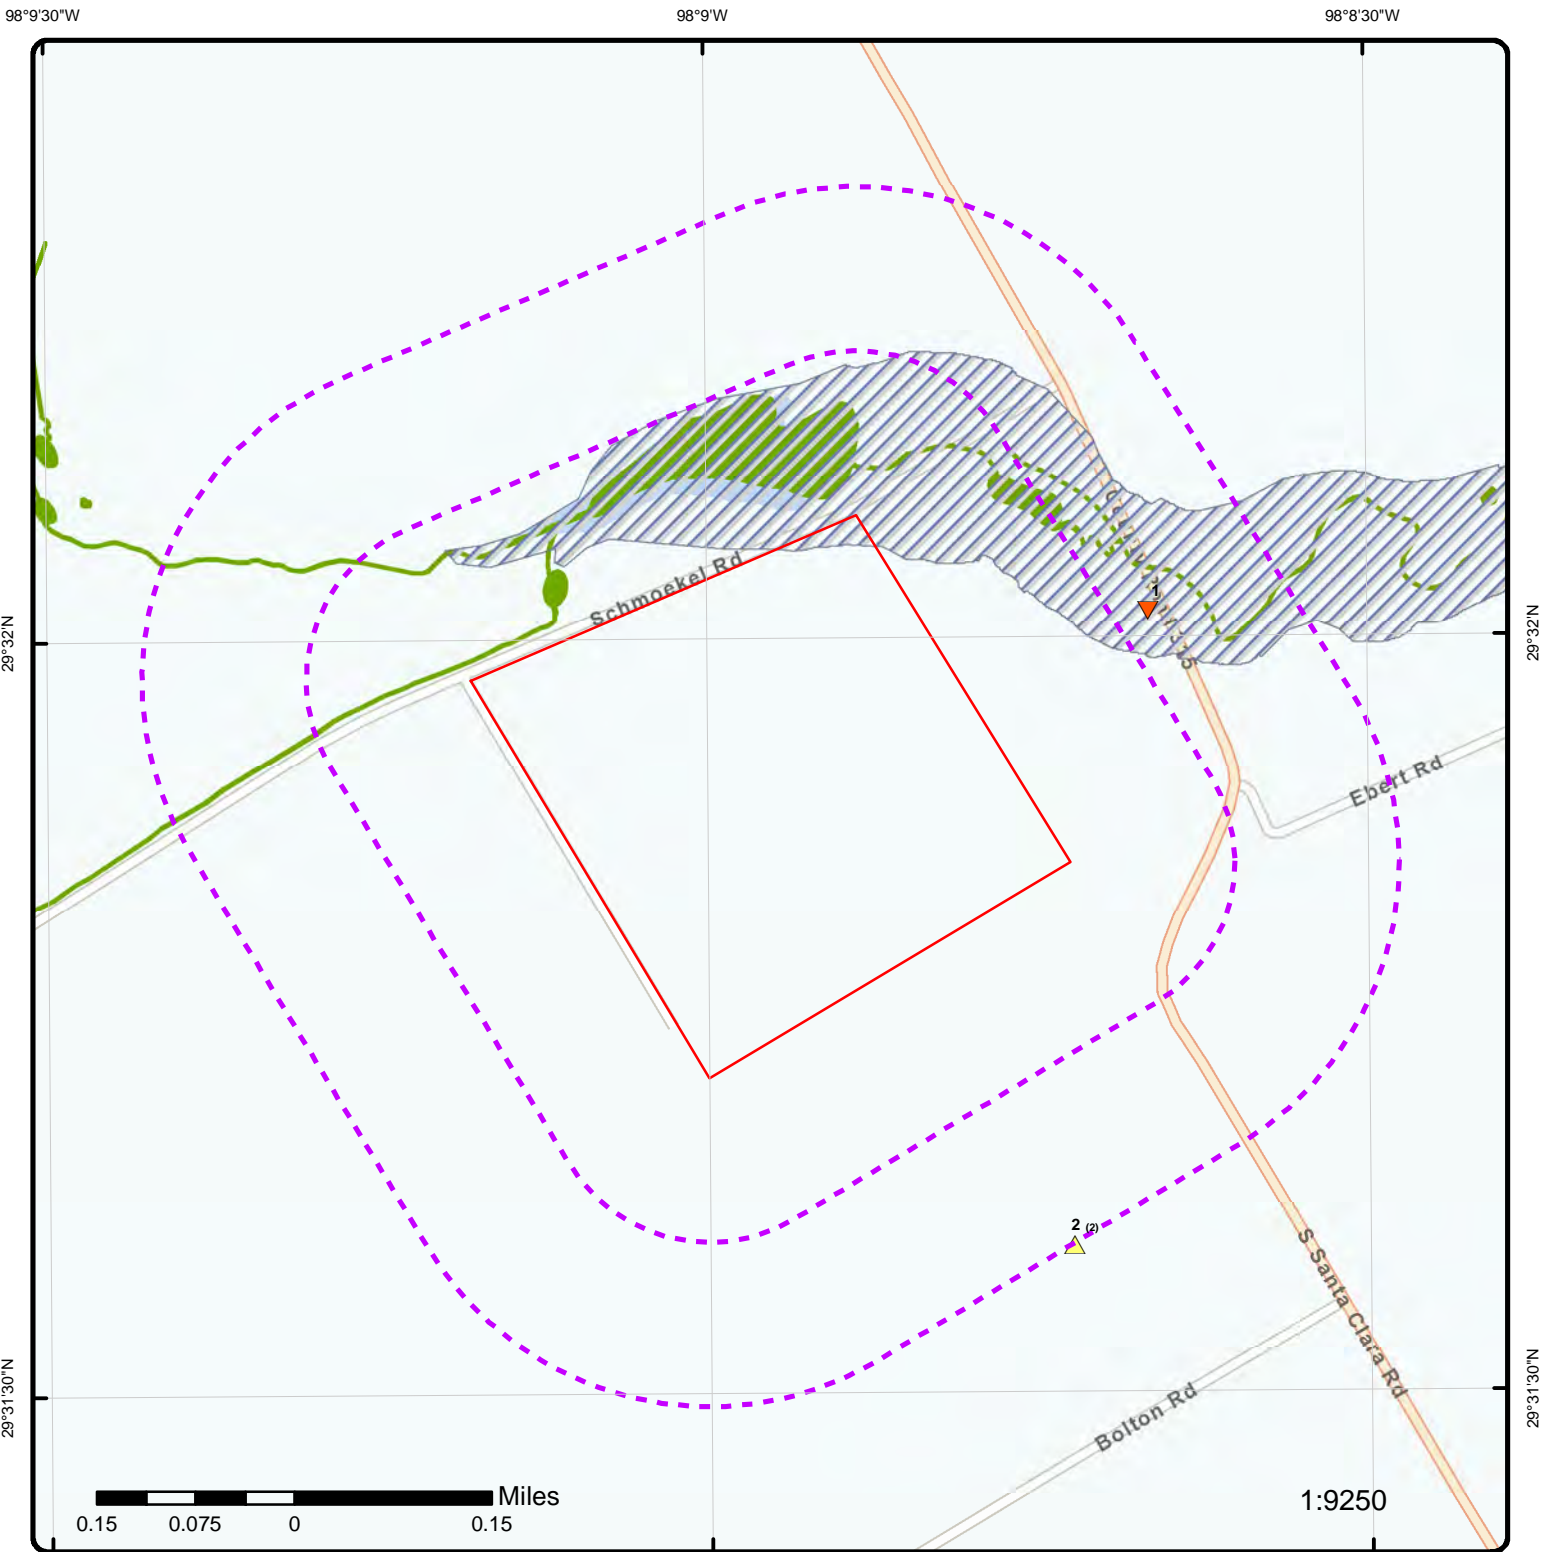 98°9'30"W
98°9'W
98°8'30"W
Schmoekel Rd
1
29°32'N
29°32'N
Ebert Rd
2 (2)
S Santa Clara Rd
29°31'30"N
29°31'30"N
Bolton Rd
Miles
1:9250
0.15
0.075
0
0.15